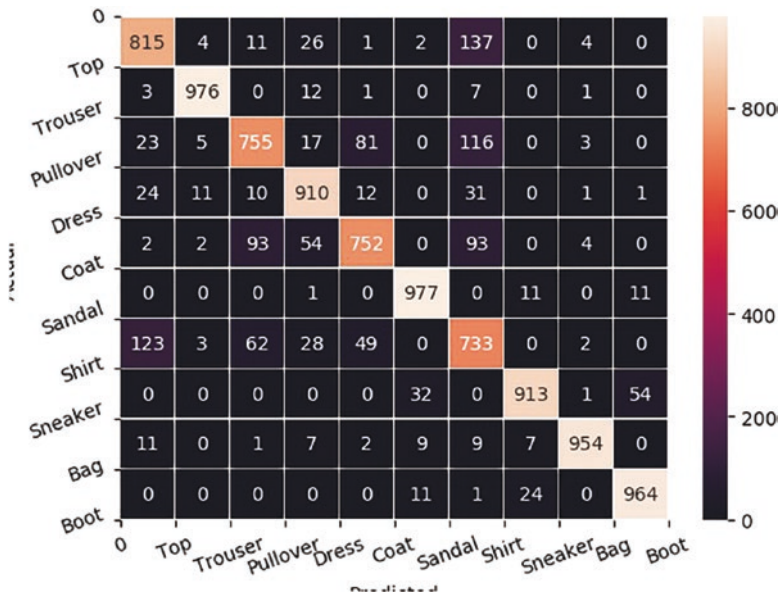 0
815 4 11 26 1 2 137 0 4 0
Top
3 976 0 12 1 0 7 0 1 0
Trouser
8000
23 5 755 17 81 0 116 0 3 0
Pullover
24 11 10 910 12 0 31 0 1 1
Dress
6000
2 2 93 54 752 0 93 0 4 0
Coat
0 0 0 1 0 977 0 11 0 11
Sandal
4000
123 3 62 28 49 0 733 0 2 0
Shirt
0 0 0 0 0 32 0 913 1 54
Sneaker
2000
11 0 1 7 2 9 9 7 954 0
Bag
0 0 0 0 0 11 1 24 0 964
Boot
0
0 Top Trouser Pullover Dress Coat Sandal Shirt Sneaker Bag Boot